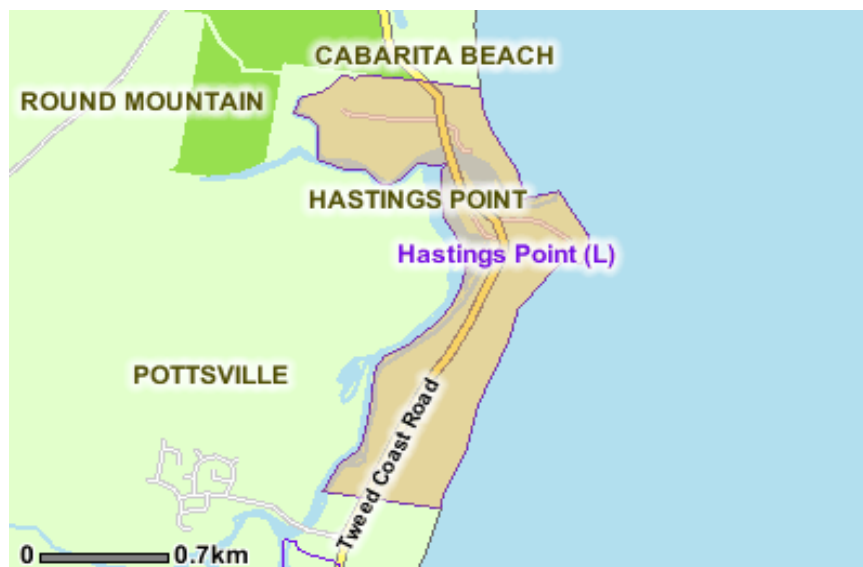 CABARITA BEACH
ROUND MOUNTAIN
HASTINGS POINT
Hastings Point (L)
POTTSVILLE
Tweed Coast Road
0 0.7km